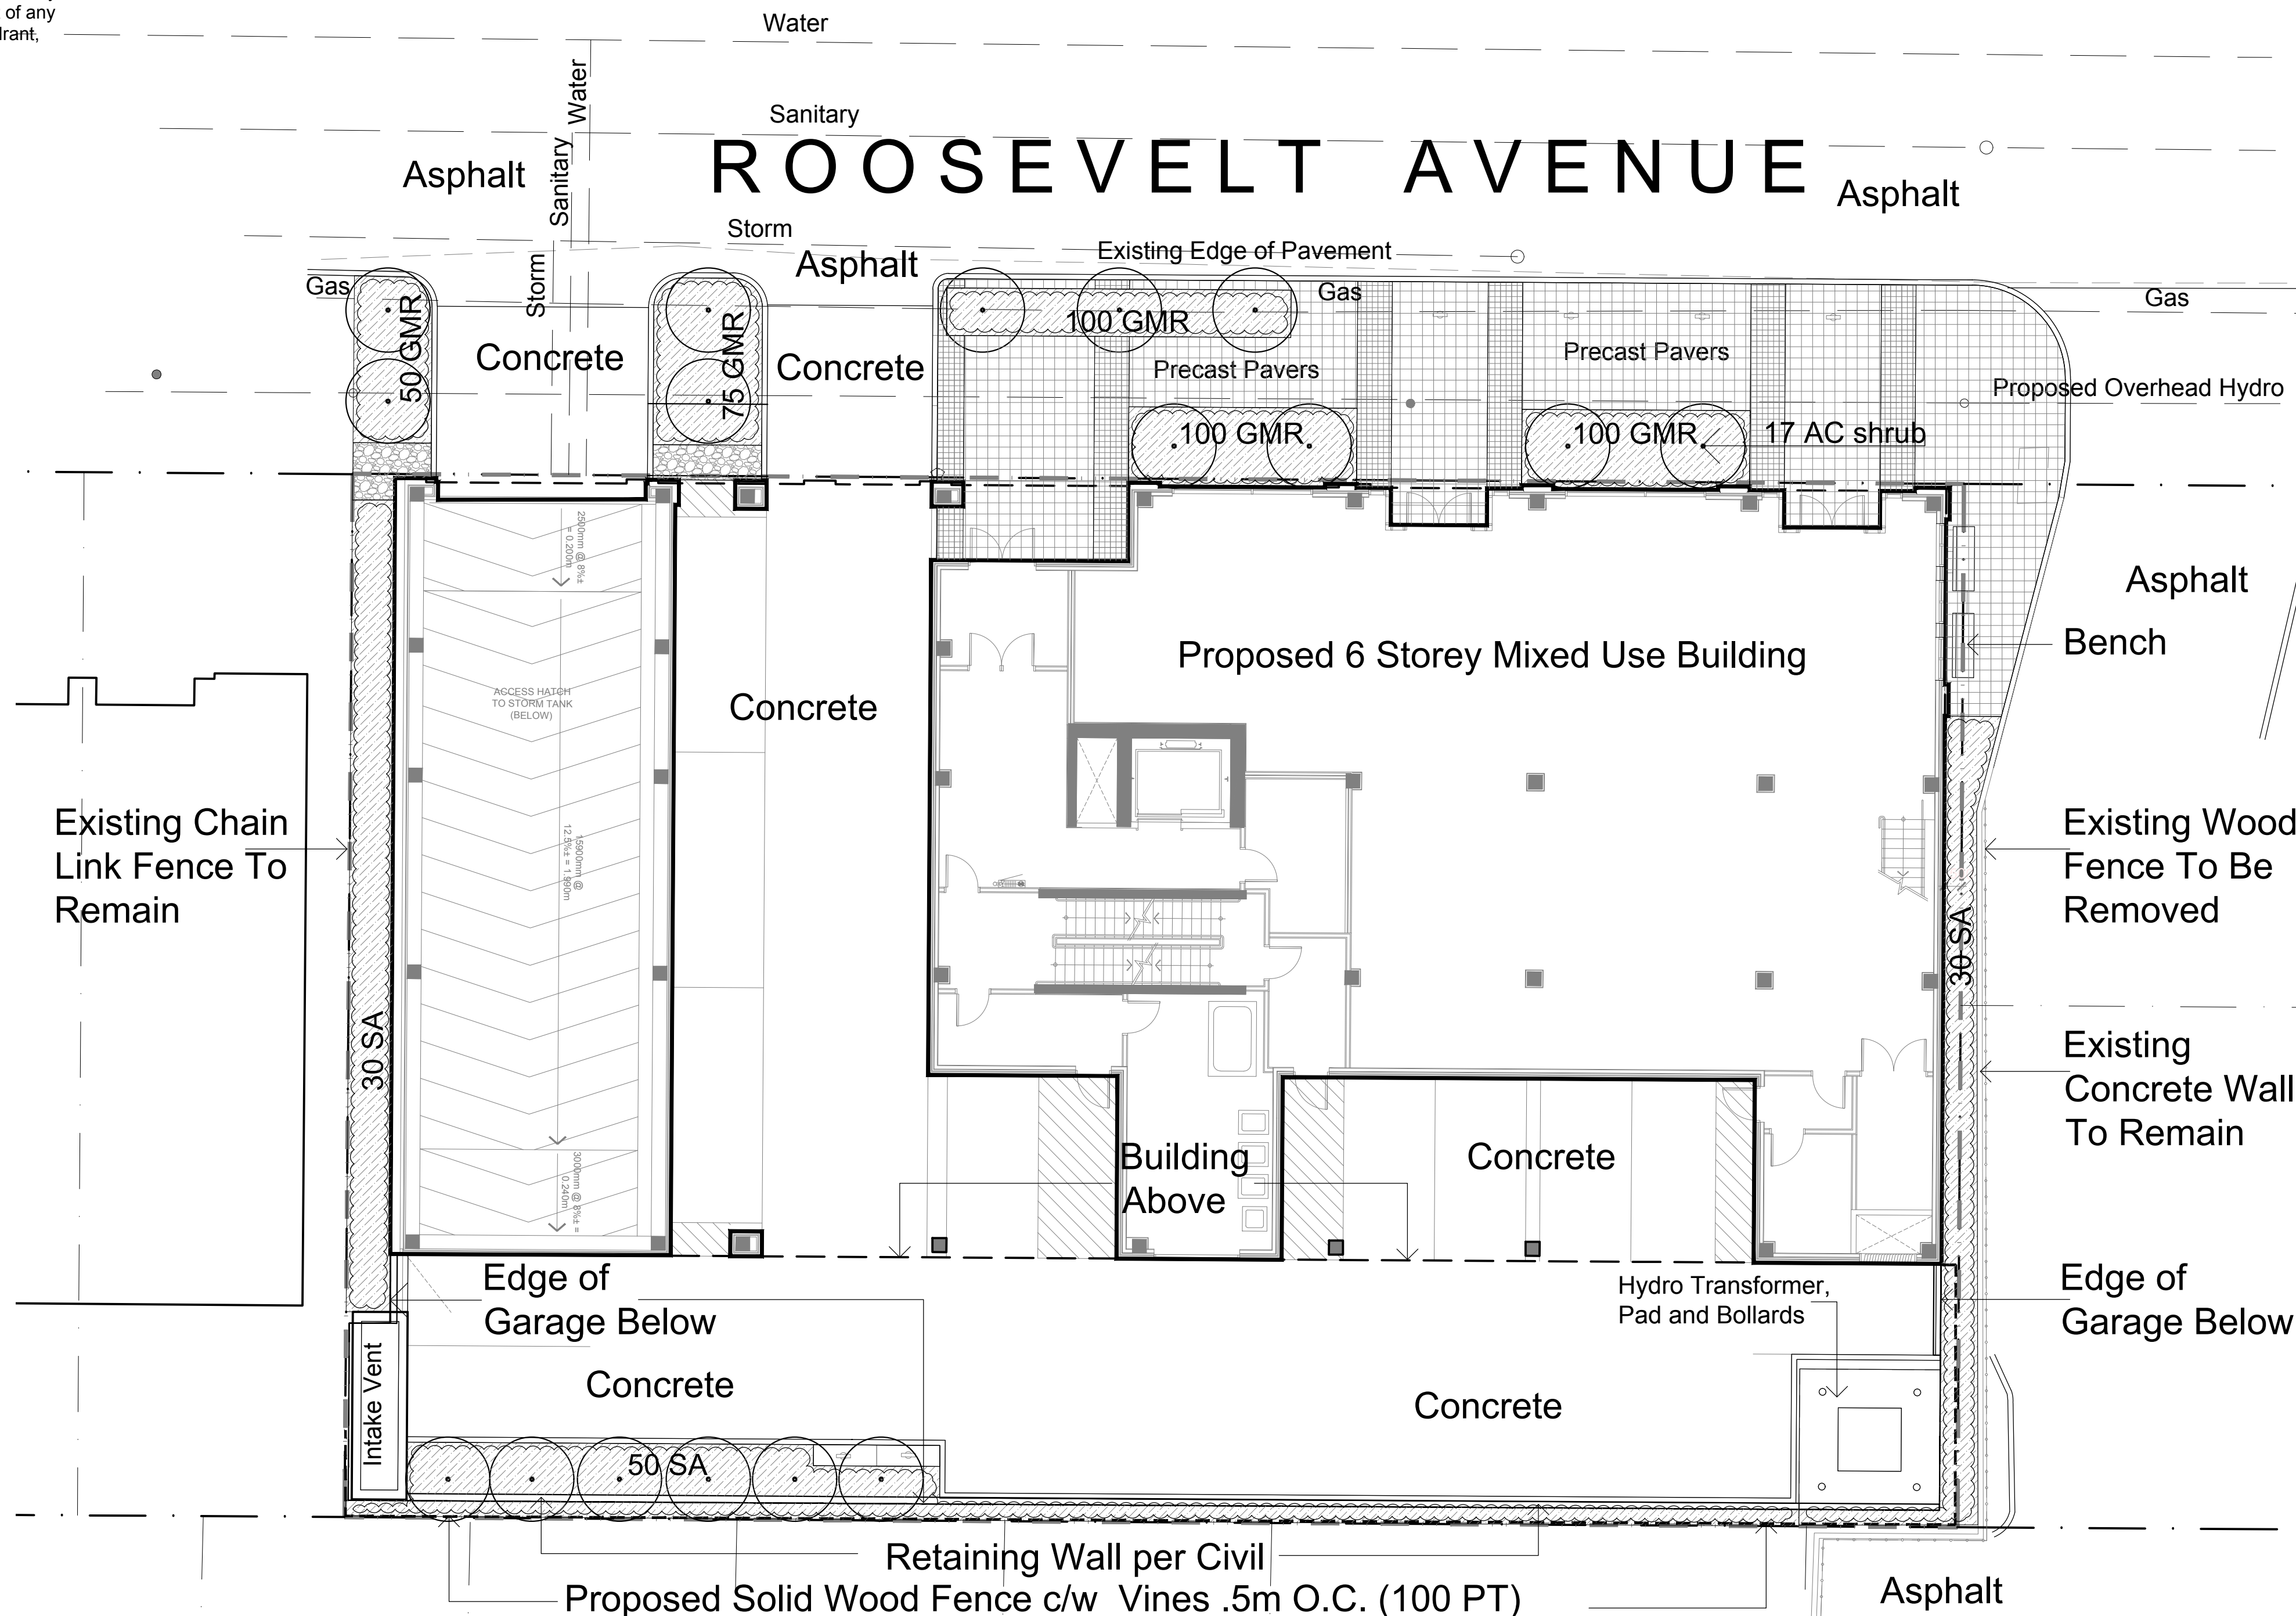 of any
drant,
Water
Water
Sanitary
Sanitary
ROOSEVELT AVENUE
Asphalt
Asphalt
Storm
Existing Edge of Pavement
Asphalt
Storm
Gas
Gas
Gas
50 GMR
Concrete
75 GMR
Concrete
100 GMR
Precast Pavers
Precast Pavers
Proposed Overhead Hydro
100 GMR
100 GMR
17 AC shrub
2500mm @ 8%±
= 0.200m
Asphalt
Bench
Proposed 6 Storey Mixed Use Building
ACCESS HATCH
TO STORM TANK
(BELOW)
Concrete
Existing Chain
Link Fence To
Remain
15900mm @
12.5%± = 1.990m
Existing Wood
Fence To Be
Removed
30 SA
30 SA
Existing
Concrete Wall
To Remain
3000mm @ 8%± =
0.240m
Building
Above
Concrete
Edge of
Garage Below
Hydro Transformer,
Pad and Bollards
Edge of
Garage Below
Intake Vent
Concrete
Concrete
50 SA
Retaining Wall per Civil
Proposed Solid Wood Fence c/w Vines .5m O.C. (100 PT)
Asphalt